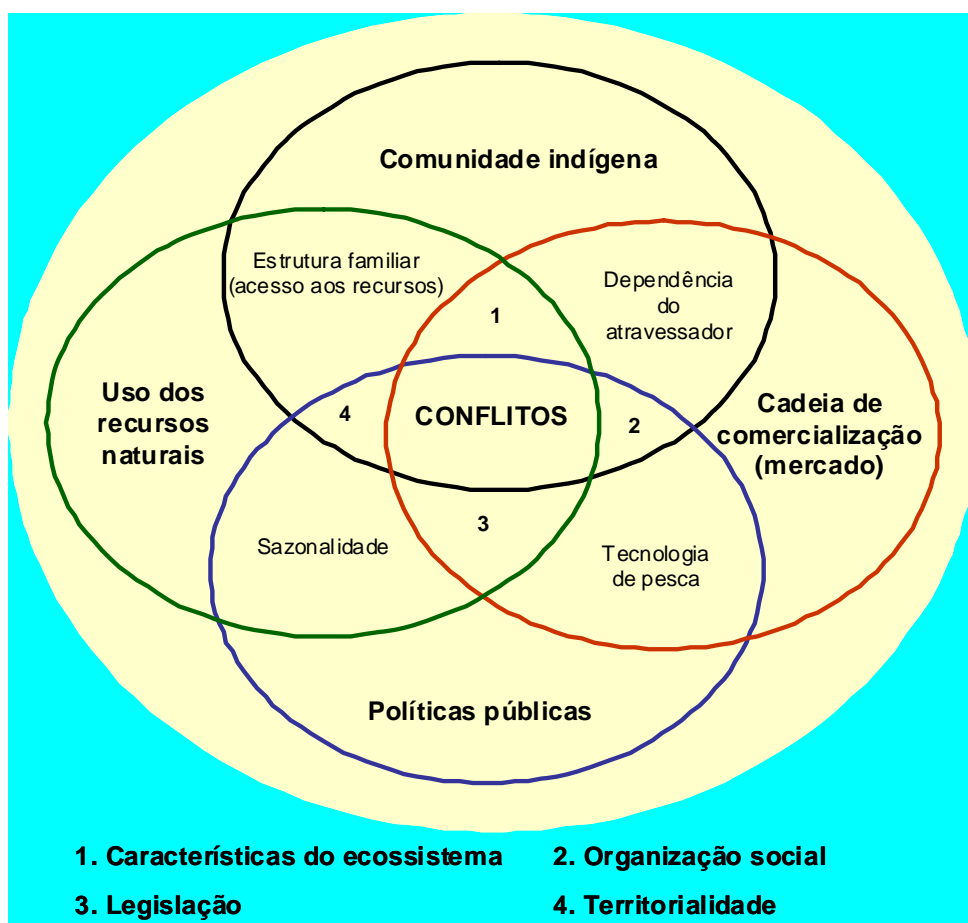 Comunidade indígena
Estrutura familiar
(acesso aos recursos)
Dependência
do
atravessador
1
Uso dos
recursos
naturais
4
CONFLITOS
2
Cadeia de
comercialização
(mercado)
3
Sazonalidade
Tecnologia
de pesca
Políticas públicas
1. Características do ecossistema
2. Organização social
3. Legislação
4. Territorialidade